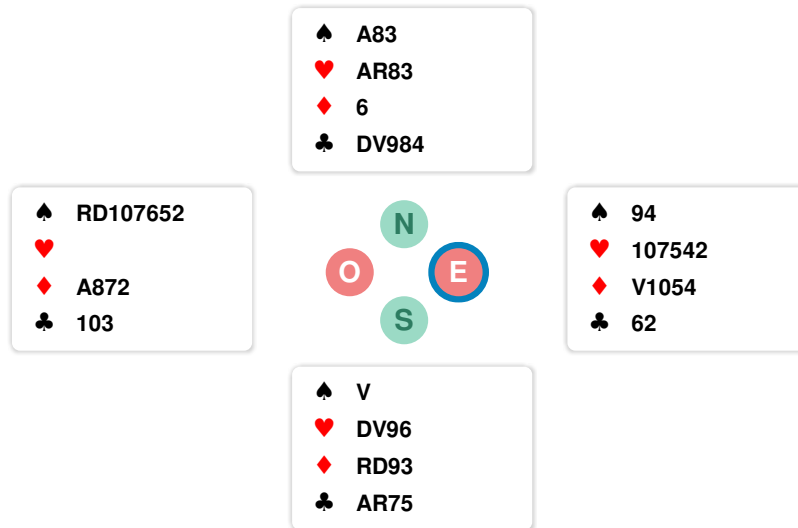 ♠ A83
♥ AR83
♦ 6
♣ DV984
♠ RD107652
♥
♦ A872
♣ 103
N
O
E
S
♠ 94
♥ 107542
♦ V1054
♣ 62
♠ V
♥ DV96
♦ RD93
♣ AR75